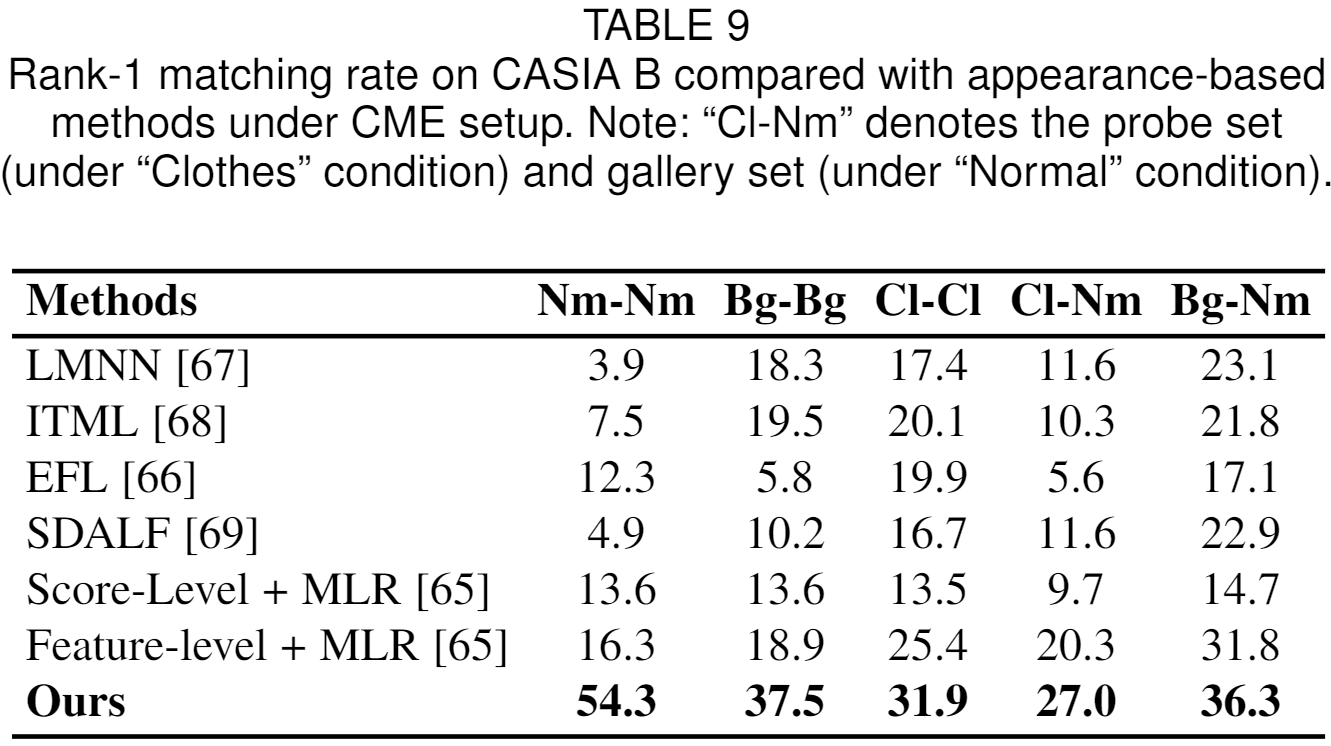 TABLE 9
Rank-1 matching rate on CASIA B compared with appearance-based
methods under CME setup. Note: “Cl-Nm” denotes the probe set
(under “Clothes” condition) and gallery set (under “Normal” condition).
Methods Nm-Nm Bg-Bg Cl-Cl Cl-Nm Bg-Nm
LMNN [67] 3.9 18.3 17.4 11.6 23.1
ITML [68] 7.5 19.5 20.1 10.3 21.8
EFL [66] 12.3 5.8 19.9 5.6 17.1
SDALF [69] 4.9 10.2 16.7 11.6 22.9
Score-Level + MLR [65] 13.6 13.6 13.5 9.7 14.7
Feature-level + MLR [65] 16.3 18.9 25.4 20.3 31.8
Ours 54.3 37.5 31.9 27.0 36.3